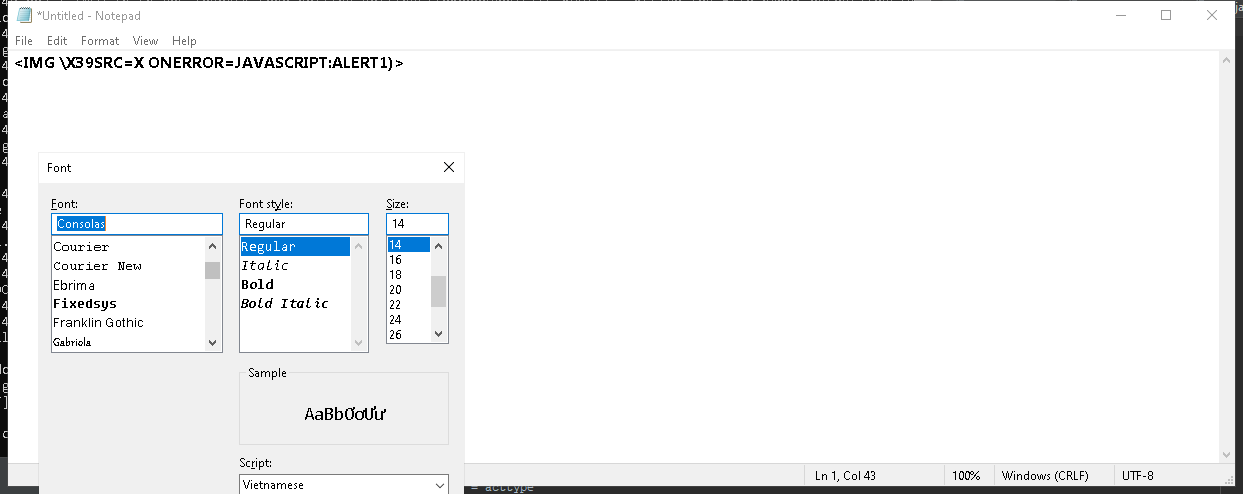 *Untitled - Notepad
File Edit Format View Help
<IMG \X39SRC=X ONERROR=JAVASCRIPT:ALERT1)>
Font
Font: Font style: Size:
Consolas Regular 14
Courier Regular 14
Courier New Italic 16
Ebrima Bold 18
Fixedsys Bold Italic 20
Franklin Gothic 22
Gabriola 24
26
Sample
AaBbƠơƯư
Script:
Vietnamese
Ln 1, Col 43 100% Windows (CRLF) UTF-8
= acctype